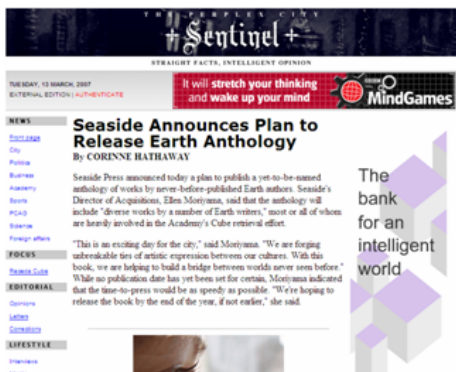 THE PERPLEX CITY
Sentinel
STRAIGHT FACTS, INTELLIGENT OPINION
TUESDAY, 13 MARCH, 2007
EXTERNAL EDITION | AUTHENTICATE
It will stretch your thinking
and wake up your mind
MindGames
NEWS
Front page
City
Politics
Business
Academy
Sports
PCAG
Science
Foreign affairs
FOCUS
Receda Cube
EDITORIAL
Opinions
Letters
Corrections
LIFESTYLE
Interviews
Seaside Announces Plan to
Release Earth Anthology
By CORINNE HATHAWAY
Seaside Press announced today a plan to publish a yet-to-be-named
anthology of works by never-before-published Earth authors. Seaside's
Director of Acquisitions, Ellen Moriyama, said that the anthology will
include "diverse works by a number of Earth writers," most or all of whom
are heavily involved in the Academy's Cube retrieval effort.
"This is an exciting day for the city," said Moriyama. "We are forging
unbreakable ties of artistic expression between our cultures. With this
book, we are helping to build a bridge between worlds never seen before."
While no publication date has yet been set for certain, Moriyama indicated
that the time-to-press would be as speedy as possible. "We're hoping to
release the book by the end of the year, if not earlier," she said.
The
bank
for an
intelligent
world